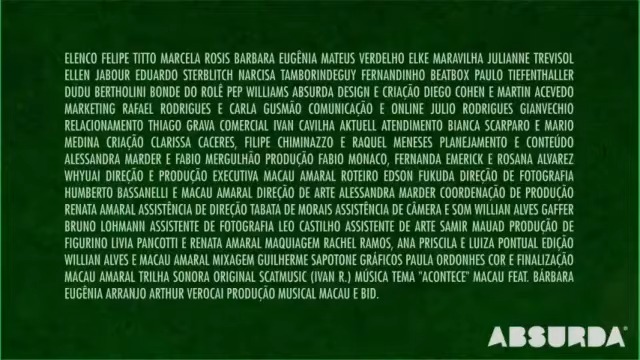 ELENCO FELIPE TITTO MARCELA ROSIS BARBARA EUGÊNIA MATEUS VERDELHO ELKE MARAVILHA JULIANNE TREVISOL
ELLEN JABOUR EDUARDO STERBLITCH NARCISA TAMBORINDEGUY FERNANDINHO BEATBOX PAULO TIEFENTHALLER
DUDU BERTHOLINI BONDE DO ROLÊ PEP WILLIAMS ABSURDA DESIGN E CRIAÇÃO DIEGO COHEN E MARTIN ACEVEDO
MARKETING RAFAEL RODRIGUES E CARLA GUSMÃO COMUNICAÇÃO E ONLINE JULIO RODRIGUES GIANVECHIO
RELACIONAMENTO THIAGO GRAVA COMERCIAL IVAN CAVILHA AKTUELL ATENDIMENTO BIANCA SCARPARO E MARIO
MEDINA CRIAÇÃO CLARISSA CACERES, FILIPE CHIMINAZZO E RAQUEL MENESES PLANEJAMENTO E CONTEÚDO
ALESSANDRA MARDER E FABIO MERGULHÃO PRODUÇÃO FABIO MONACO, FERNANDA EMERICK E ROSANA ALVAREZ
WHYUAI DIREÇÃO E PRODUÇÃO EXECUTIVA MACAU AMARAL ROTEIRO EDSON FUKUDA DIREÇÃO DE FOTOGRAFIA
HUMBERTO BASSANELLI E MACAU AMARAL DIREÇÃO DE ARTE ALESSANDRA MARDER COORDENAÇÃO DE PRODUÇÃO
RENATA AMARAL ASSISTÊNCIA DE DIREÇÃO TABATA DE MORAIS ASSISTÊNCIA DE CÂMERA E SOM WILLIAN ALVES GAFFER
BRUNO LOHMANN ASSISTENTE DE FOTOGRAFIA LEO CASTILHO ASSISTENTE DE ARTE SAMIR MAUAD PRODUÇÃO DE
FIGURINO LIVIA PANCOTTI E RENATA AMARAL MAQUIAGEM RACHEL RAMOS, ANA PRISCILA E LUIZA PONTUAL EDIÇÃO
WILLIAN ALVES E MACAU AMARAL MIXAGEM GUILHERME SAPOTONE GRÁFICOS PAULA ORDONHES COR E FINALIZAÇÃO
MACAU AMARAL TRILHA SONORA ORIGINAL SCATMUSIC (IVAN R.) MÚSICA TEMA "ACONTECE" MACAU FEAT. BÁRBARA
EUGÊNIA ARRANJO ARTHUR VEROCAI PRODUÇÃO MUSICAL MACAU E BID.
ABSURDA